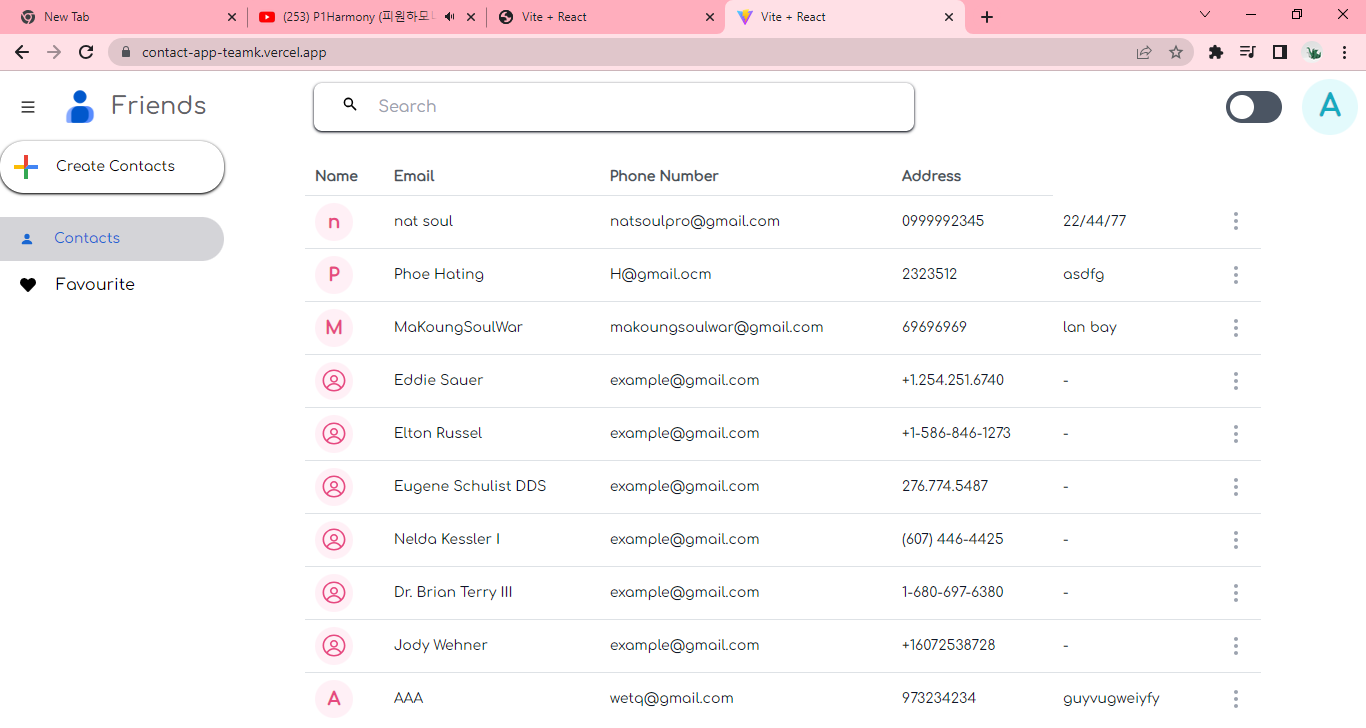 New Tab
(253) P1Harmony (피원하모니
Vite + React
Vite + React
contact-app-teamk.vercel.app
Friends
Search
A
Create Contacts
Contacts
Favourite
Name Email Phone Number Address
n nat soul natsoulpro@gmail.com 0999992345 22/44/77
P Phoe Hating H@gmail.ocm 2323512 asdfg
M MaKoungSoulWar makoungsoulwar@gmail.com 69696969 lan bay
Eddie Sauer example@gmail.com +1.254.251.6740 -
Elton Russel example@gmail.com +1-586-846-1273 -
Eugene Schulist DDS example@gmail.com 276.774.5487 -
Nelda Kessler I example@gmail.com (607) 446-4425 -
Dr. Brian Terry III example@gmail.com 1-680-697-6380 -
Jody Wehner example@gmail.com +16072538728 -
A AAA wetq@gmail.com 973234234 guyvugweiyfy